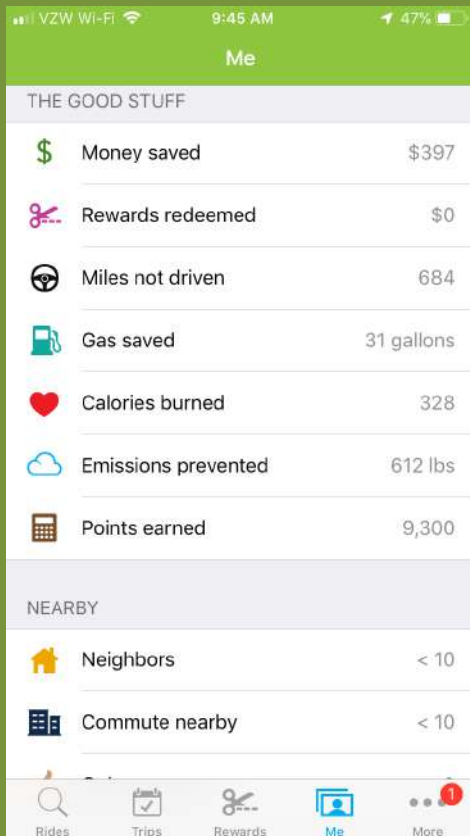 VZW Wi-Fi 9:45 AM 47%
Me
THE GOOD STUFF
$ Money saved $397
Rewards redeemed $0
Miles not driven 684
Gas saved 31 gallons
Calories burned 328
Emissions prevented 612 lbs
Points earned 9,300
NEARBY
Neighbors < 10
Commute nearby < 10
1
Rides Trips Rewards Me More